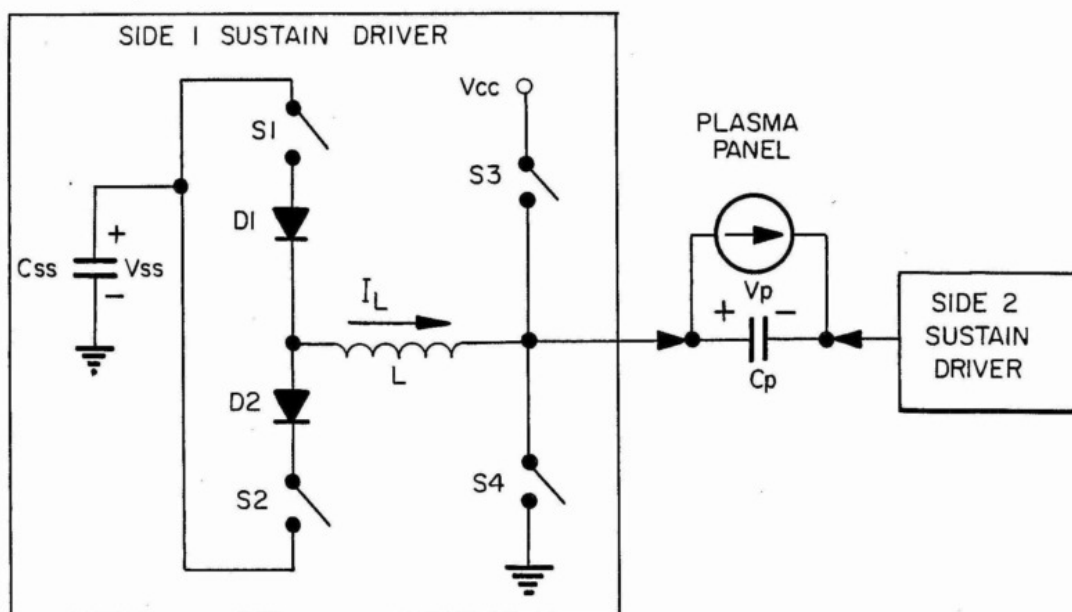 SIDE 1 SUSTAIN DRIVER
Vcc
S1
S3
PLASMA
PANEL
D1
+
Css
Vss
-
IL
L
Vp
+
-
Cp
SIDE 2
SUSTAIN
DRIVER
D2
S2
S4